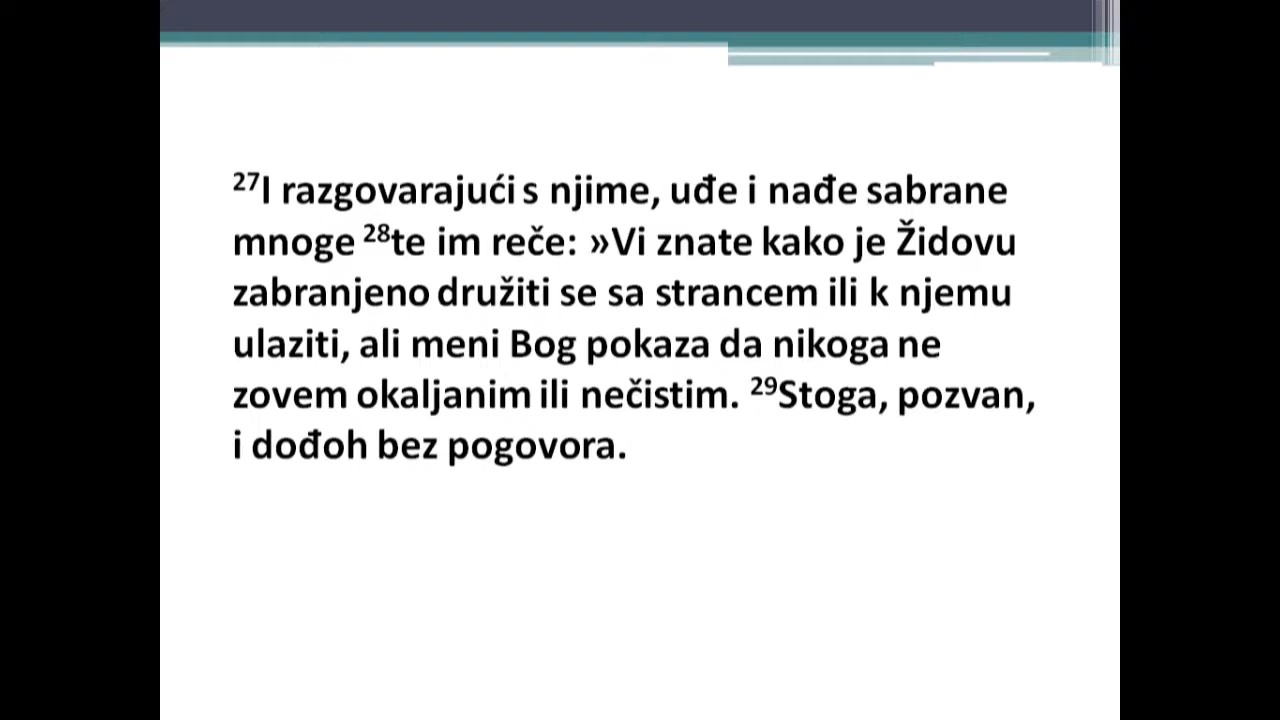 ²⁷I razgovarajući s njime, uđe i nađe sabrane
mnoge ²⁸te im reče: »Vi znate kako je Židovu
zabranjeno družiti se sa strancem ili k njemu
ulaziti, ali meni Bog pokaza da nikoga ne
zovem okaljanim ili nečistim. ²⁹Stoga, pozvan,
i dođoh bez pogovora.